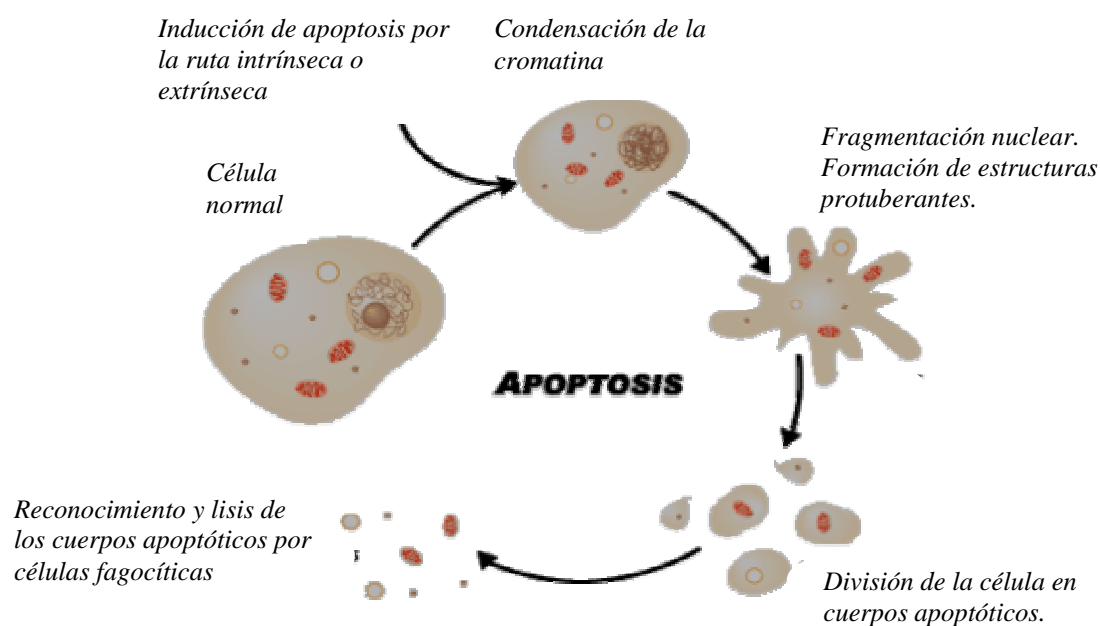 Inducción de apoptosis por
la ruta intrínseca o
extrínseca
Condensación de la
cromatina
Fragmentación nuclear.
Formación de estructuras
protuberantes.
Célula
normal
APOPTOSIS
Reconocimiento y lisis de
los cuerpos apoptóticos por
células fagocíticas
División de la célula en
cuerpos apoptóticos.